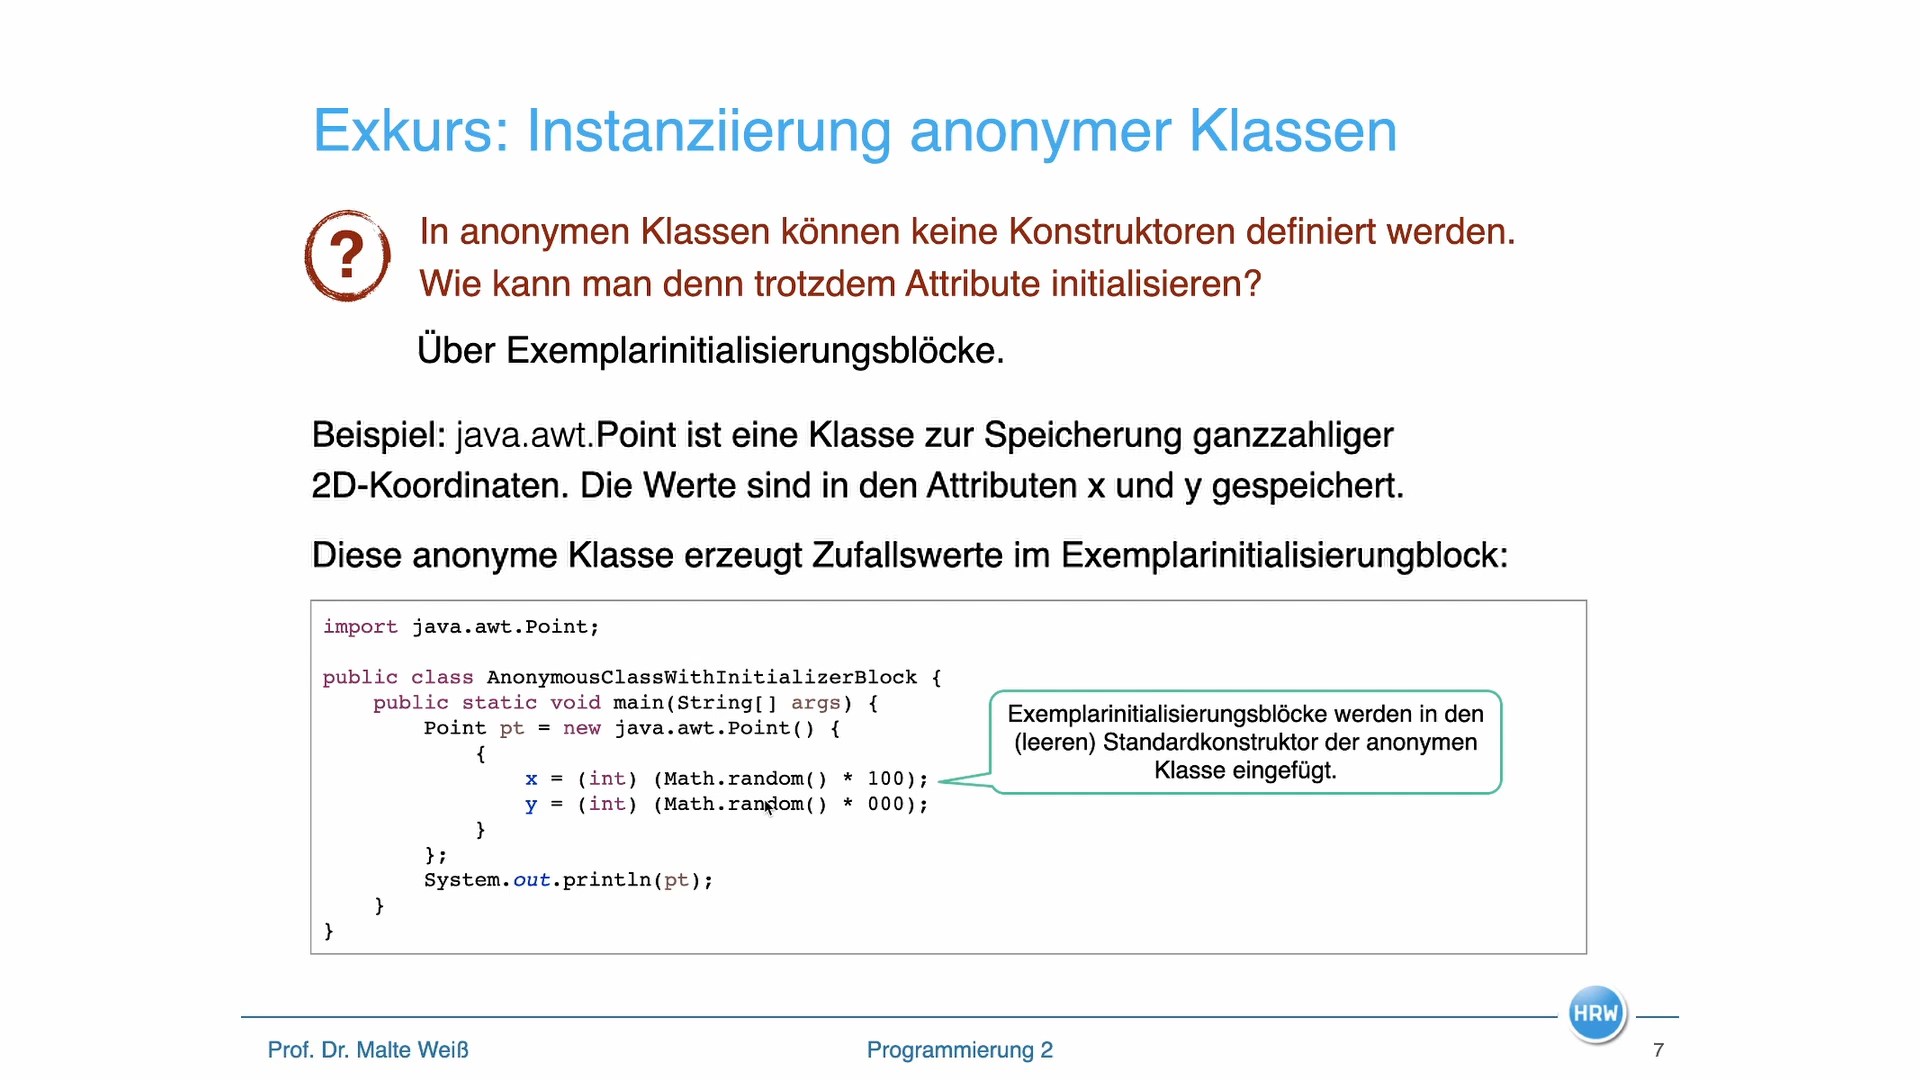 Exkurs: Instanziierung anonymer Klassen
?
In anonymen Klassen können keine Konstruktoren definiert werden.
Wie kann man denn trotzdem Attribute initialisieren?
Über Exemplarinitialisierungsblöcke.
Beispiel: java.awt.Point ist eine Klasse zur Speicherung ganzzahliger
2D-Koordinaten. Die Werte sind in den Attributen x und y gespeichert.
Diese anonyme Klasse erzeugt Zufallswerte im Exemplarinitialisierungblock:
import java.awt.Point;
public class AnonymousClassWithInitializerBlock {
public static void main(String[] args) {
Point pt = new java.awt.Point() {
{
x = (int) (Math.random() * 100);
y = (int) (Math.random() * 000);
}
};
System.out.println(pt);
}
}
Exemplarinitialisierungsblöcke werden in den
(leeren) Standardkonstruktor der anonymen
Klasse eingefügt.
HRW
Prof. Dr. Malte Weiß
Programmierung 2
7